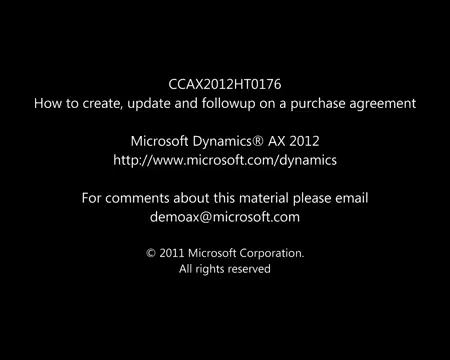 CCAX2012HT0176
How to create, update and followup on a purchase agreement
Microsoft Dynamics® AX 2012
http://www.microsoft.com/dynamics
For comments about this material please email
demoax@microsoft.com
© 2011 Microsoft Corporation.
All rights reserved